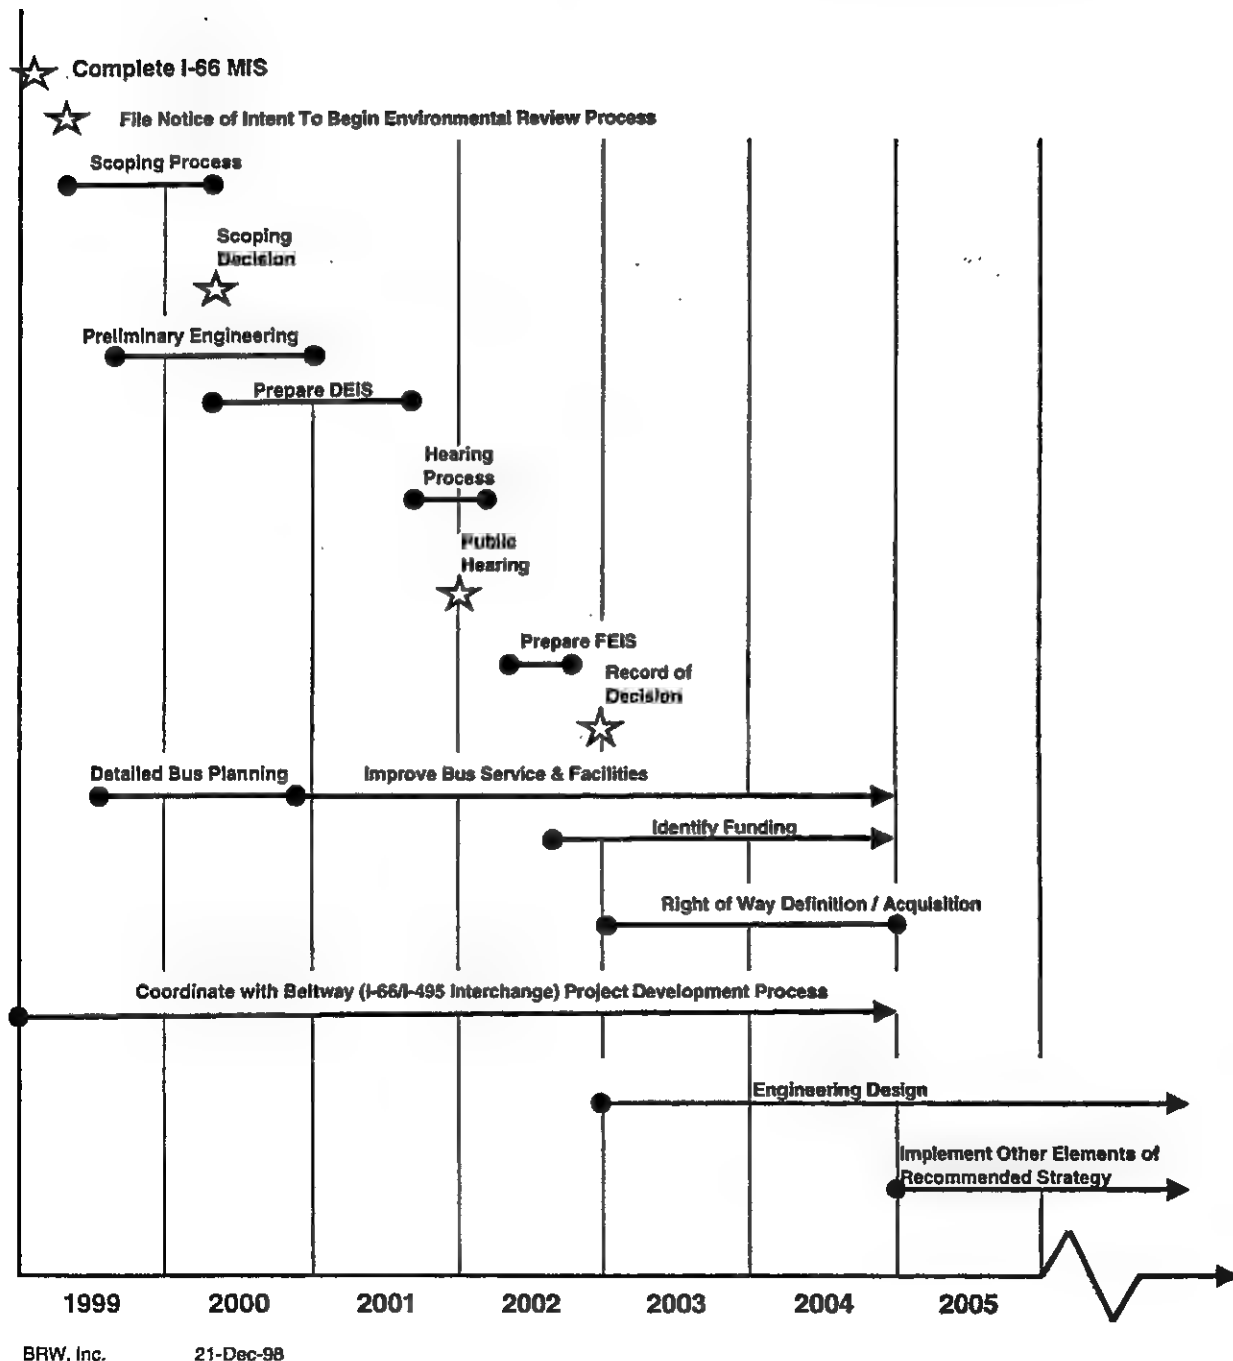 Complete I-66 MIS
File Notice of Intent To Begin Environmental Review Process
Scoping Process
Scoping
Decision
Preliminary Engineering
Prepare DEIS
Hearing
Process
Public
Hearing
Prepare FEIS
Record of
Decision
Detailed Bus Planning
Improve Bus Service & Facilities
Identify Funding
Right of Way Definition / Acquisition
Coordinate with Beltway (I-66/I-495 Interchange) Project Development Process
Engineering Design
Implement Other Elements of
Recommended Strategy
1999 2000 2001 2002 2003 2004 2005
BRW, Inc. 21-Dec-98